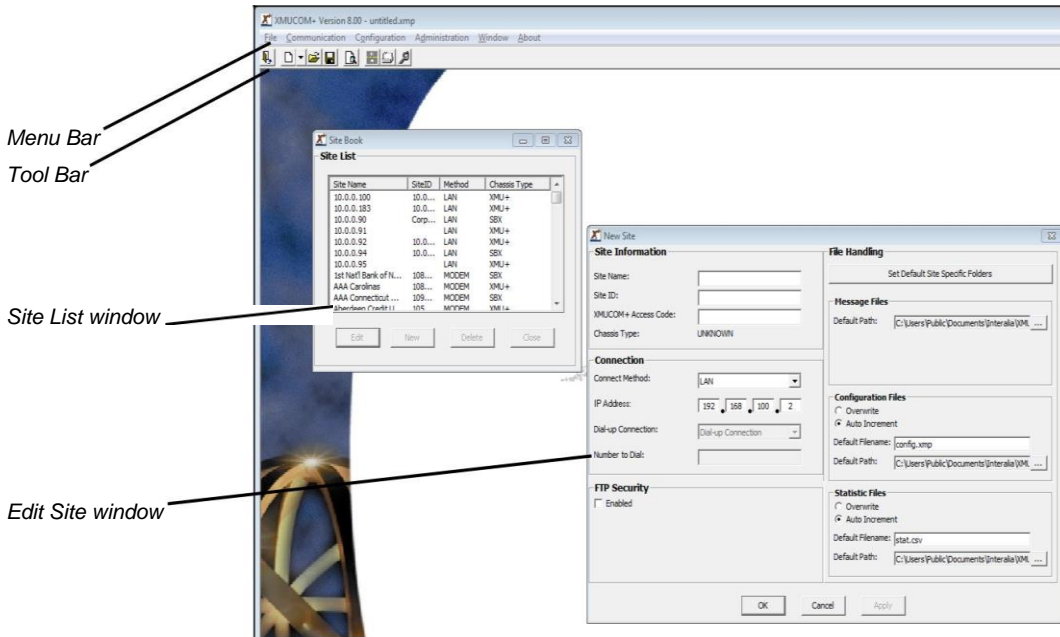 XMUCOM+ Version 8.00 - untitled.xmp
File Communication Configuration Administration Window About
Menu Bar
Tool Bar
Site List window
Edit Site window
Site Book
Site List
Site Name SiteID Method Chassis Type
10.0.0.100 10.0... LAN XMU+
10.0.0.183 10.0... LAN XMU+
10.0.0.90 Corp... LAN SBX
10.0.0.91 LAN XMU+
10.0.0.92 10.0... LAN XMU+
10.0.0.94 10.0... LAN SBX
10.0.0.95 LAN XMU+
1st Nat'l Bank of N... 108... MODEM SBX
AAA Carolinas 108... MODEM XMU+
AAA Connecticut ... 109... MODEM SBX
Aberdeen Credit U... 105... MODEM XMU+
Edit New Delete Close
New Site
Site Information
Site Name:
Site ID:
XMUCOM+ Access Code:
Chassis Type: UNKNOWN
Connection
Connect Method: LAN
IP Address: 192 . 168 . 100 . 2
Dial-up Connection: Dial-up Connection
Number to Dial:
FTP Security
Enabled
File Handling
Set Default Site Specific Folders
Message Files
Default Path: C:\Users\Public\Documents\Interalia\XML ...
Configuration Files
Overwrite
Auto Increment
Default Filename: config.xmp
Default Path: C:\Users\Public\Documents\Interalia\XML ...
Statistic Files
Overwrite
Auto Increment
Default Filename: stat.csv
Default Path: C:\Users\Public\Documents\Interalia\XML ...
OK Cancel Apply